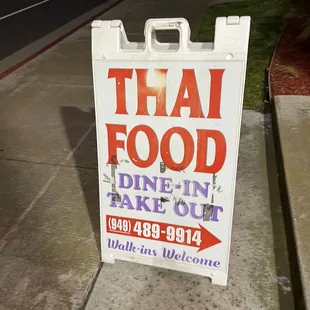 THAI
FOOD
DINE-IN
TAKE OUT
(949) 489-9914
Walk-ins Welcome